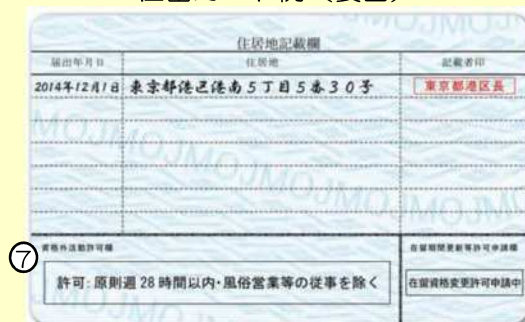 住居地記載欄
届出年月日 住居地 記載者印
2014年12月1日 東京都港区港南5丁目5番30号 東京都港区長
⑦ 資格外活動許可欄
在留期間更新等許可申請欄
許可:原則週28時間以内・風俗営業等の従事を除く
在留資格変更許可申請中
MOJMOJMOJMOJMOJ